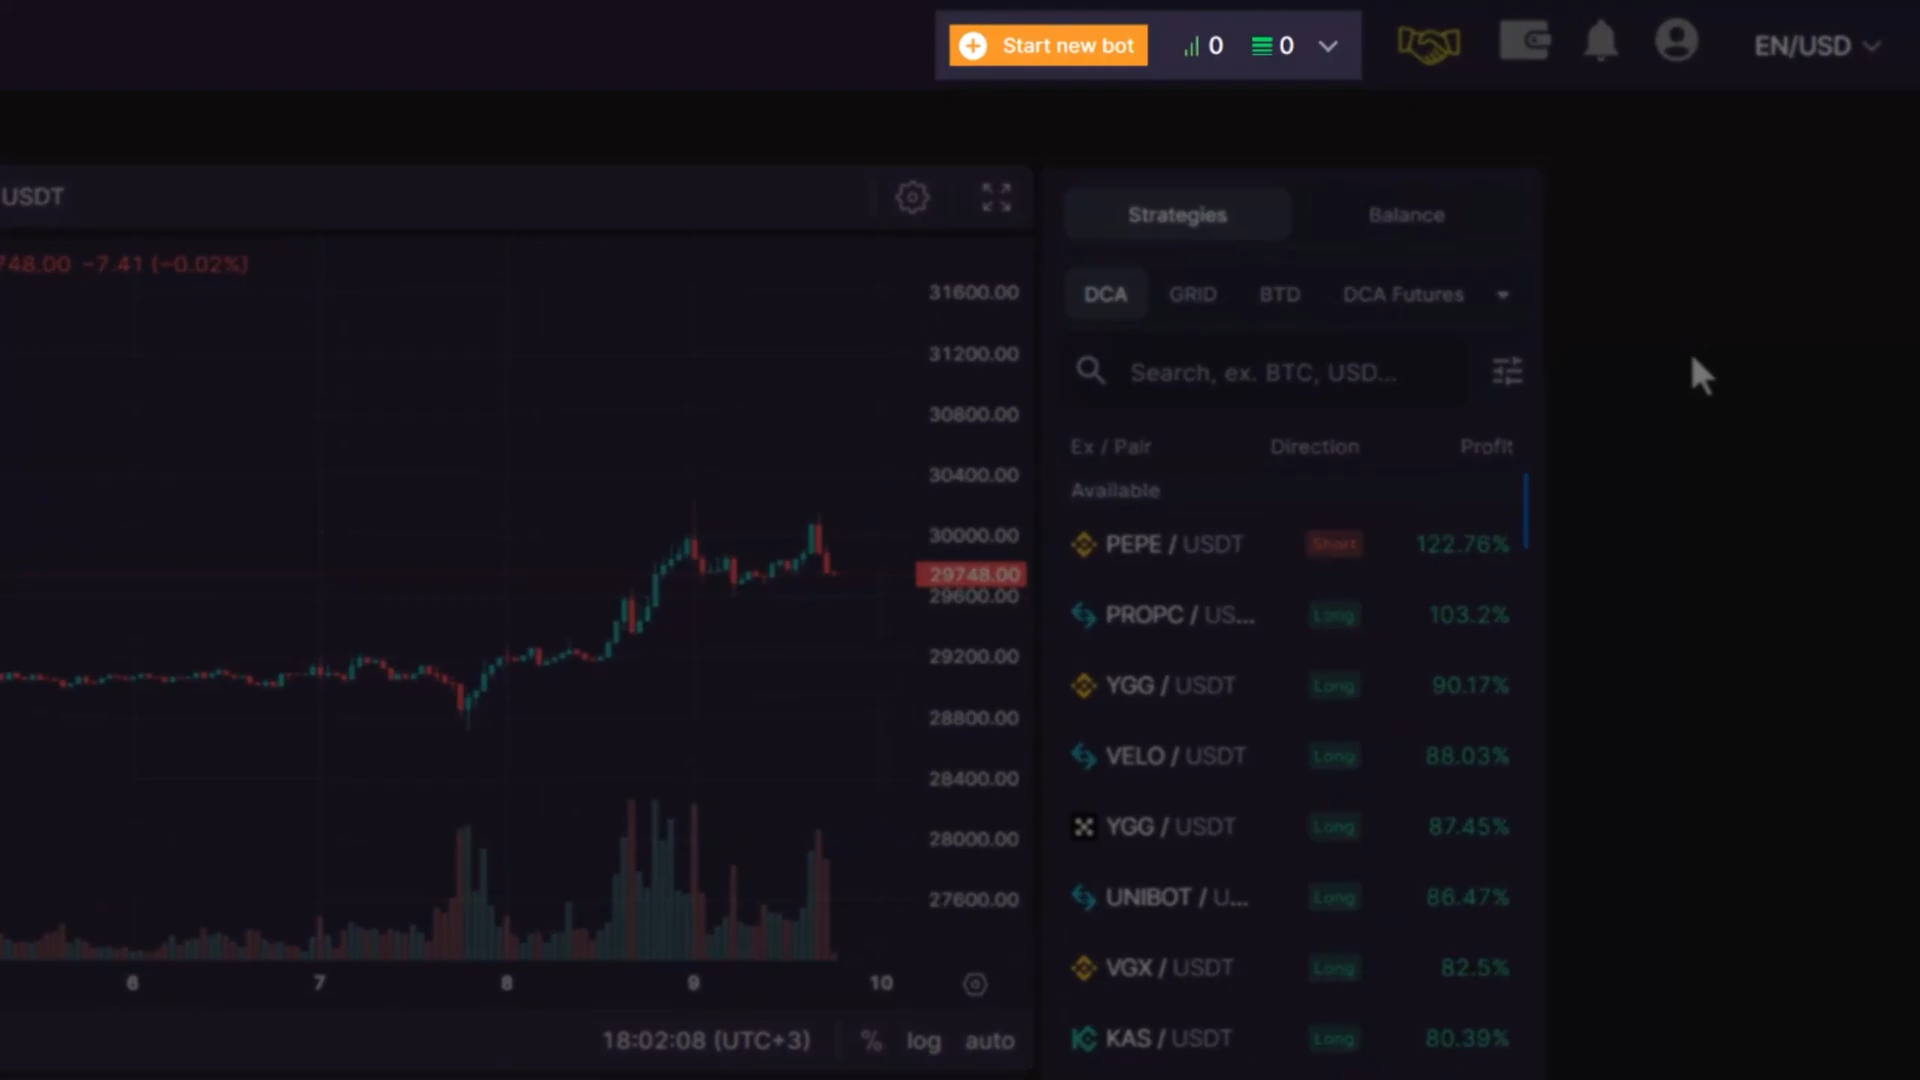 Start new bot 0 0 EN/USD
USDT
748.00 −7.41 (−0.02%)
31600.00
31200.00
30800.00
30400.00
30000.00
29748.00
29600.00
29200.00
28800.00
28400.00
28000.00
27600.00
6 7 8 9 10
18:02:08 (UTC+3) % log auto
Strategies Balance
DCA GRID BTD DCA Futures
Search, ex. BTC, USD...
Ex / Pair Direction Profit
Available
PEPE / USDT Short 122.76%
PROPC / US... Long 103.2%
YGG / USDT Long 90.17%
VELO / USDT Long 88.03%
YGG / USDT Long 87.45%
UNIBOT / U... Long 86.47%
VGX / USDT Long 82.5%
KAS / USDT Long 80.39%